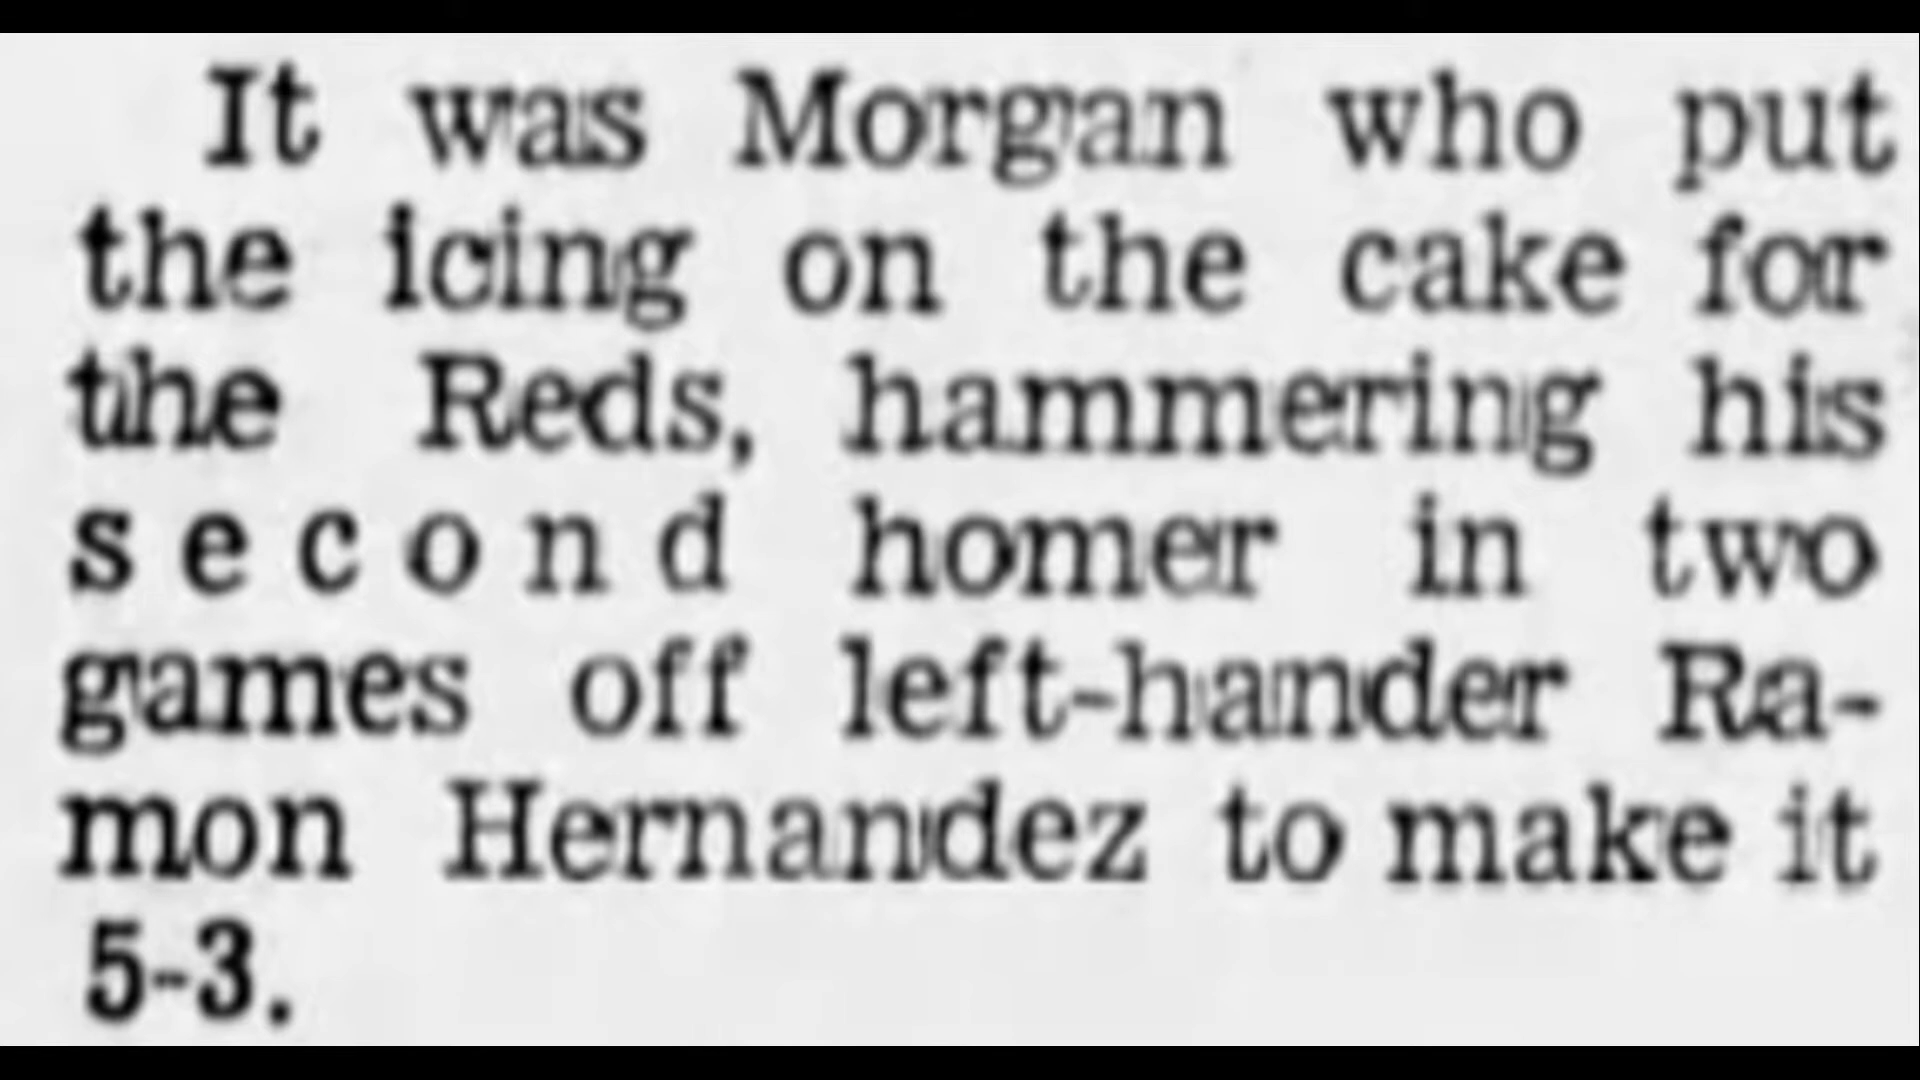 It was Morgan who put
the icing on the cake for
the Reds, hammering his
second homer in two
games off left-hander Ra-
mon Hernandez to make it
5-3.